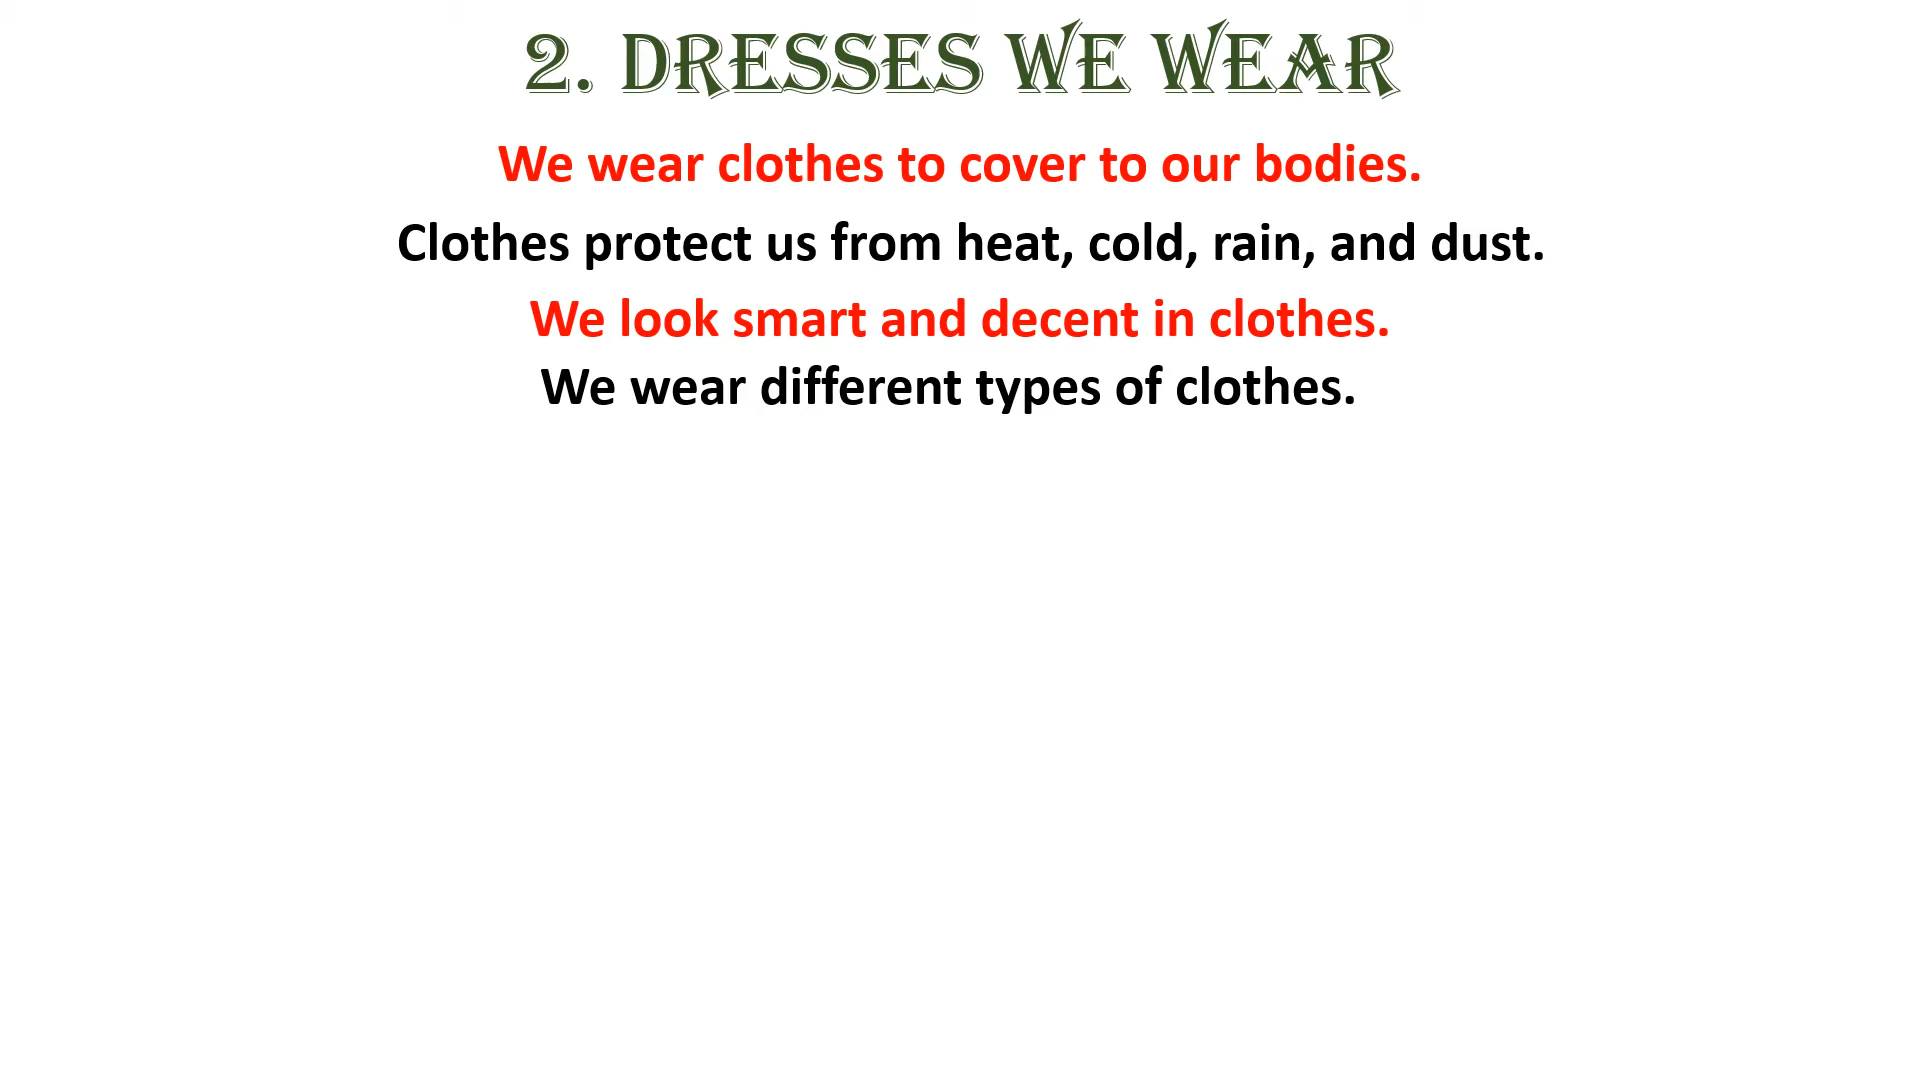 2. DRESSES WE WEAR
We wear clothes to cover to our bodies.
Clothes protect us from heat, cold, rain, and dust.
We look smart and decent in clothes.
We wear different types of clothes.